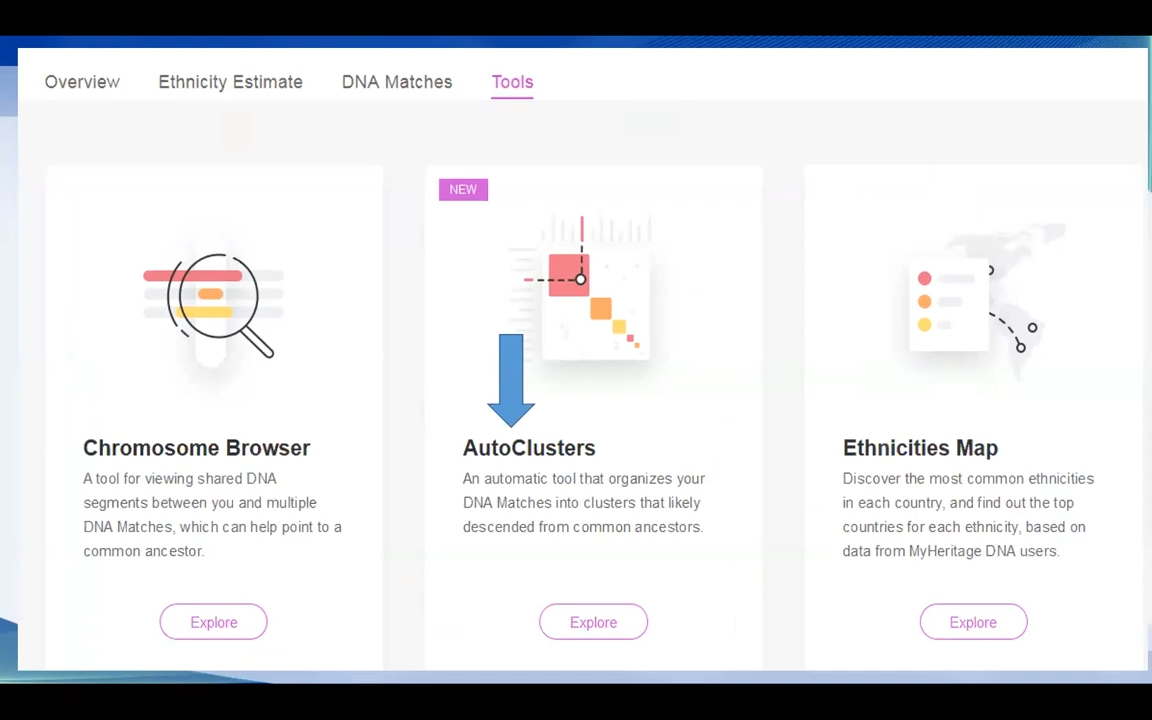 Overview
Ethnicity Estimate
DNA Matches
Tools
Chromosome Browser
A tool for viewing shared DNA
segments between you and multiple
DNA Matches, which can help point to a
common ancestor.
Explore
NEW
AutoClusters
An automatic tool that organizes your
DNA Matches into clusters that likely
descended from common ancestors.
Explore
Ethnicities Map
Discover the most common ethnicities
in each country, and find out the top
countries for each ethnicity, based on
data from MyHeritage DNA users.
Explore